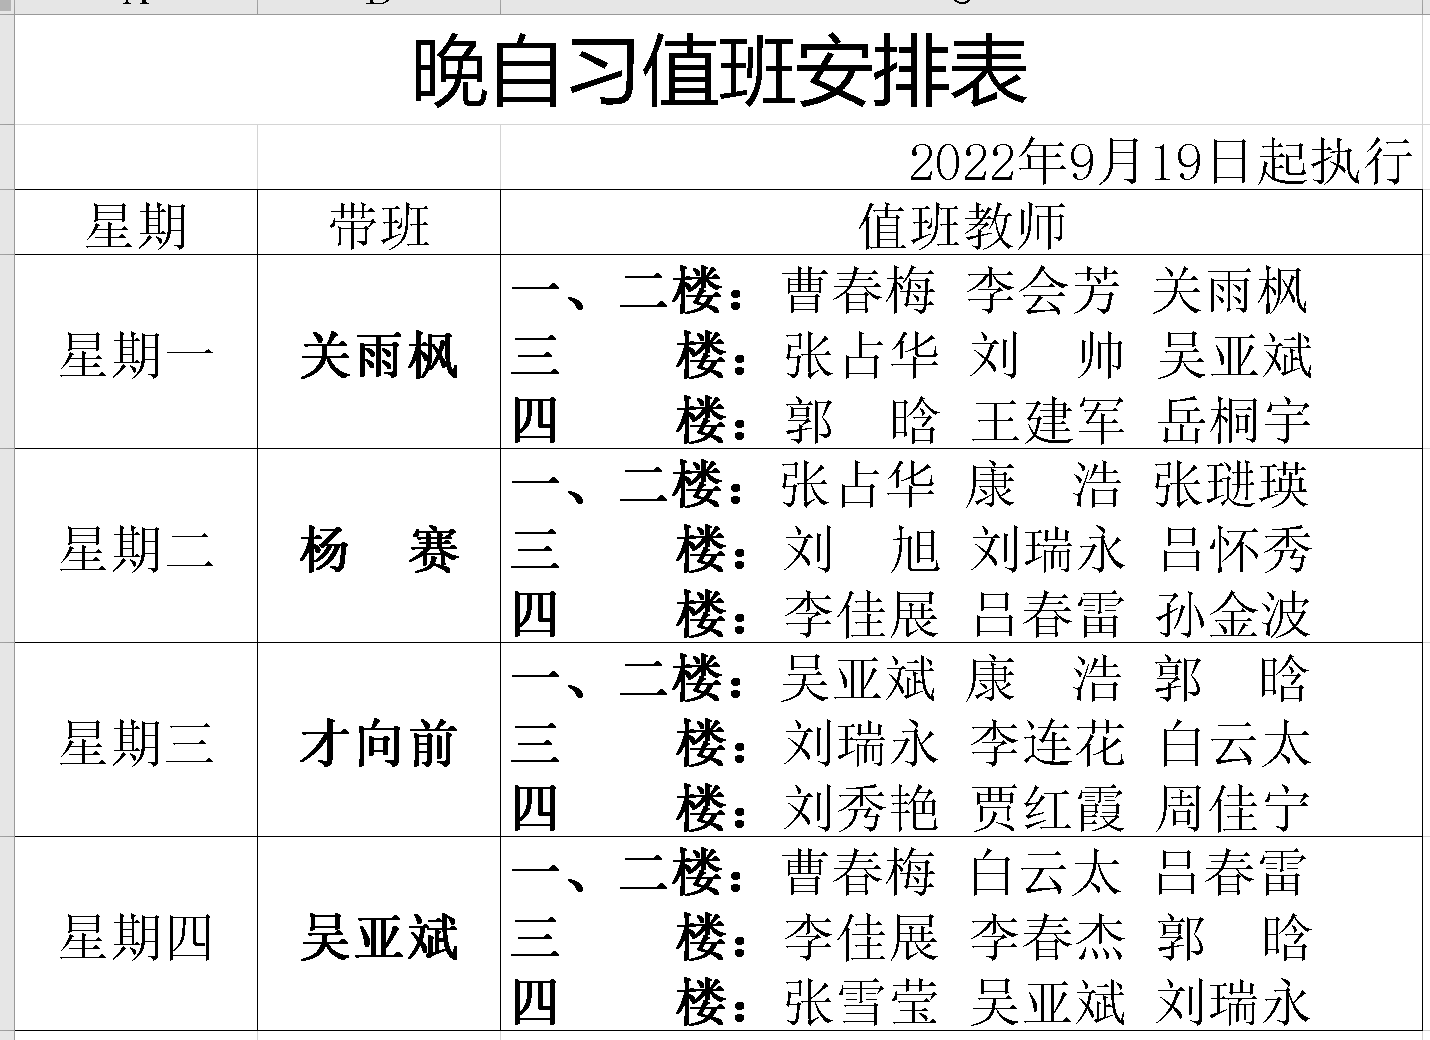 晚自习值班安排表
2022年9月19日起执行
星期 带班 值班教师
星期一 关雨枫 一、二楼：曹春梅 李会芳 关雨枫
三 楼：张占华 刘 帅 吴亚斌
四 楼：郭 晗 王建军 岳桐宇
星期二 杨 赛 一、二楼：张占华 康 浩 张琎瑛
三 楼：刘 旭 刘瑞永 吕怀秀
四 楼：李佳展 吕春雷 孙金波
星期三 才向前 一、二楼：吴亚斌 康 浩 郭 晗
三 楼：刘瑞永 李连花 白云太
四 楼：刘秀艳 贾红霞 周佳宁
星期四 吴亚斌 一、二楼：曹春梅 白云太 吕春雷
三 楼：李佳展 李春杰 郭 晗
四 楼：张雪莹 吴亚斌 刘瑞永